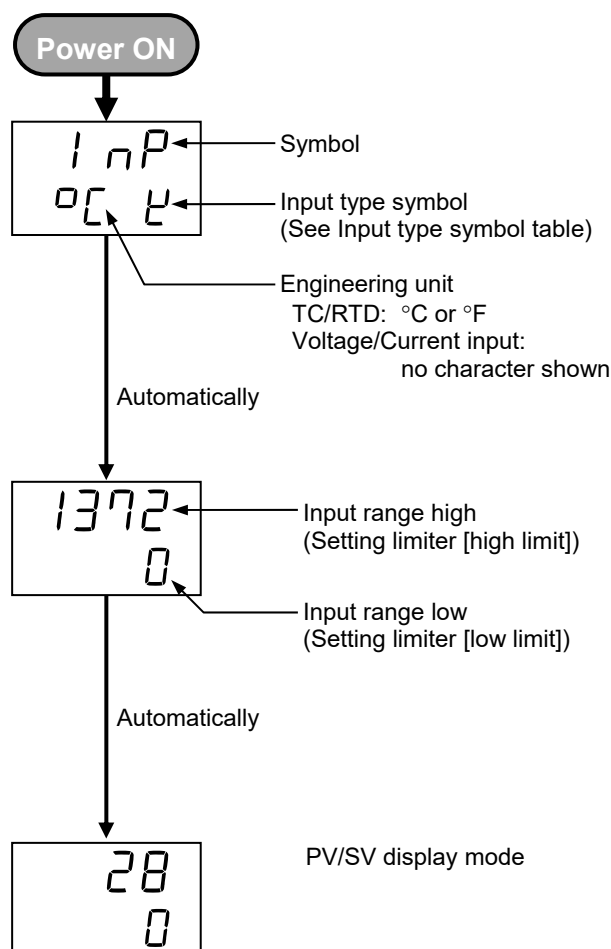 Power ON
InP
Symbol
°C K
Input type symbol
(See Input type symbol table)
Engineering unit
TC/RTD: °C or °F
Voltage/Current input:
no character shown
Automatically
1372
Input range high
(Setting limiter [high limit])
0
Input range low
(Setting limiter [low limit])
Automatically
28
PV/SV display mode
0